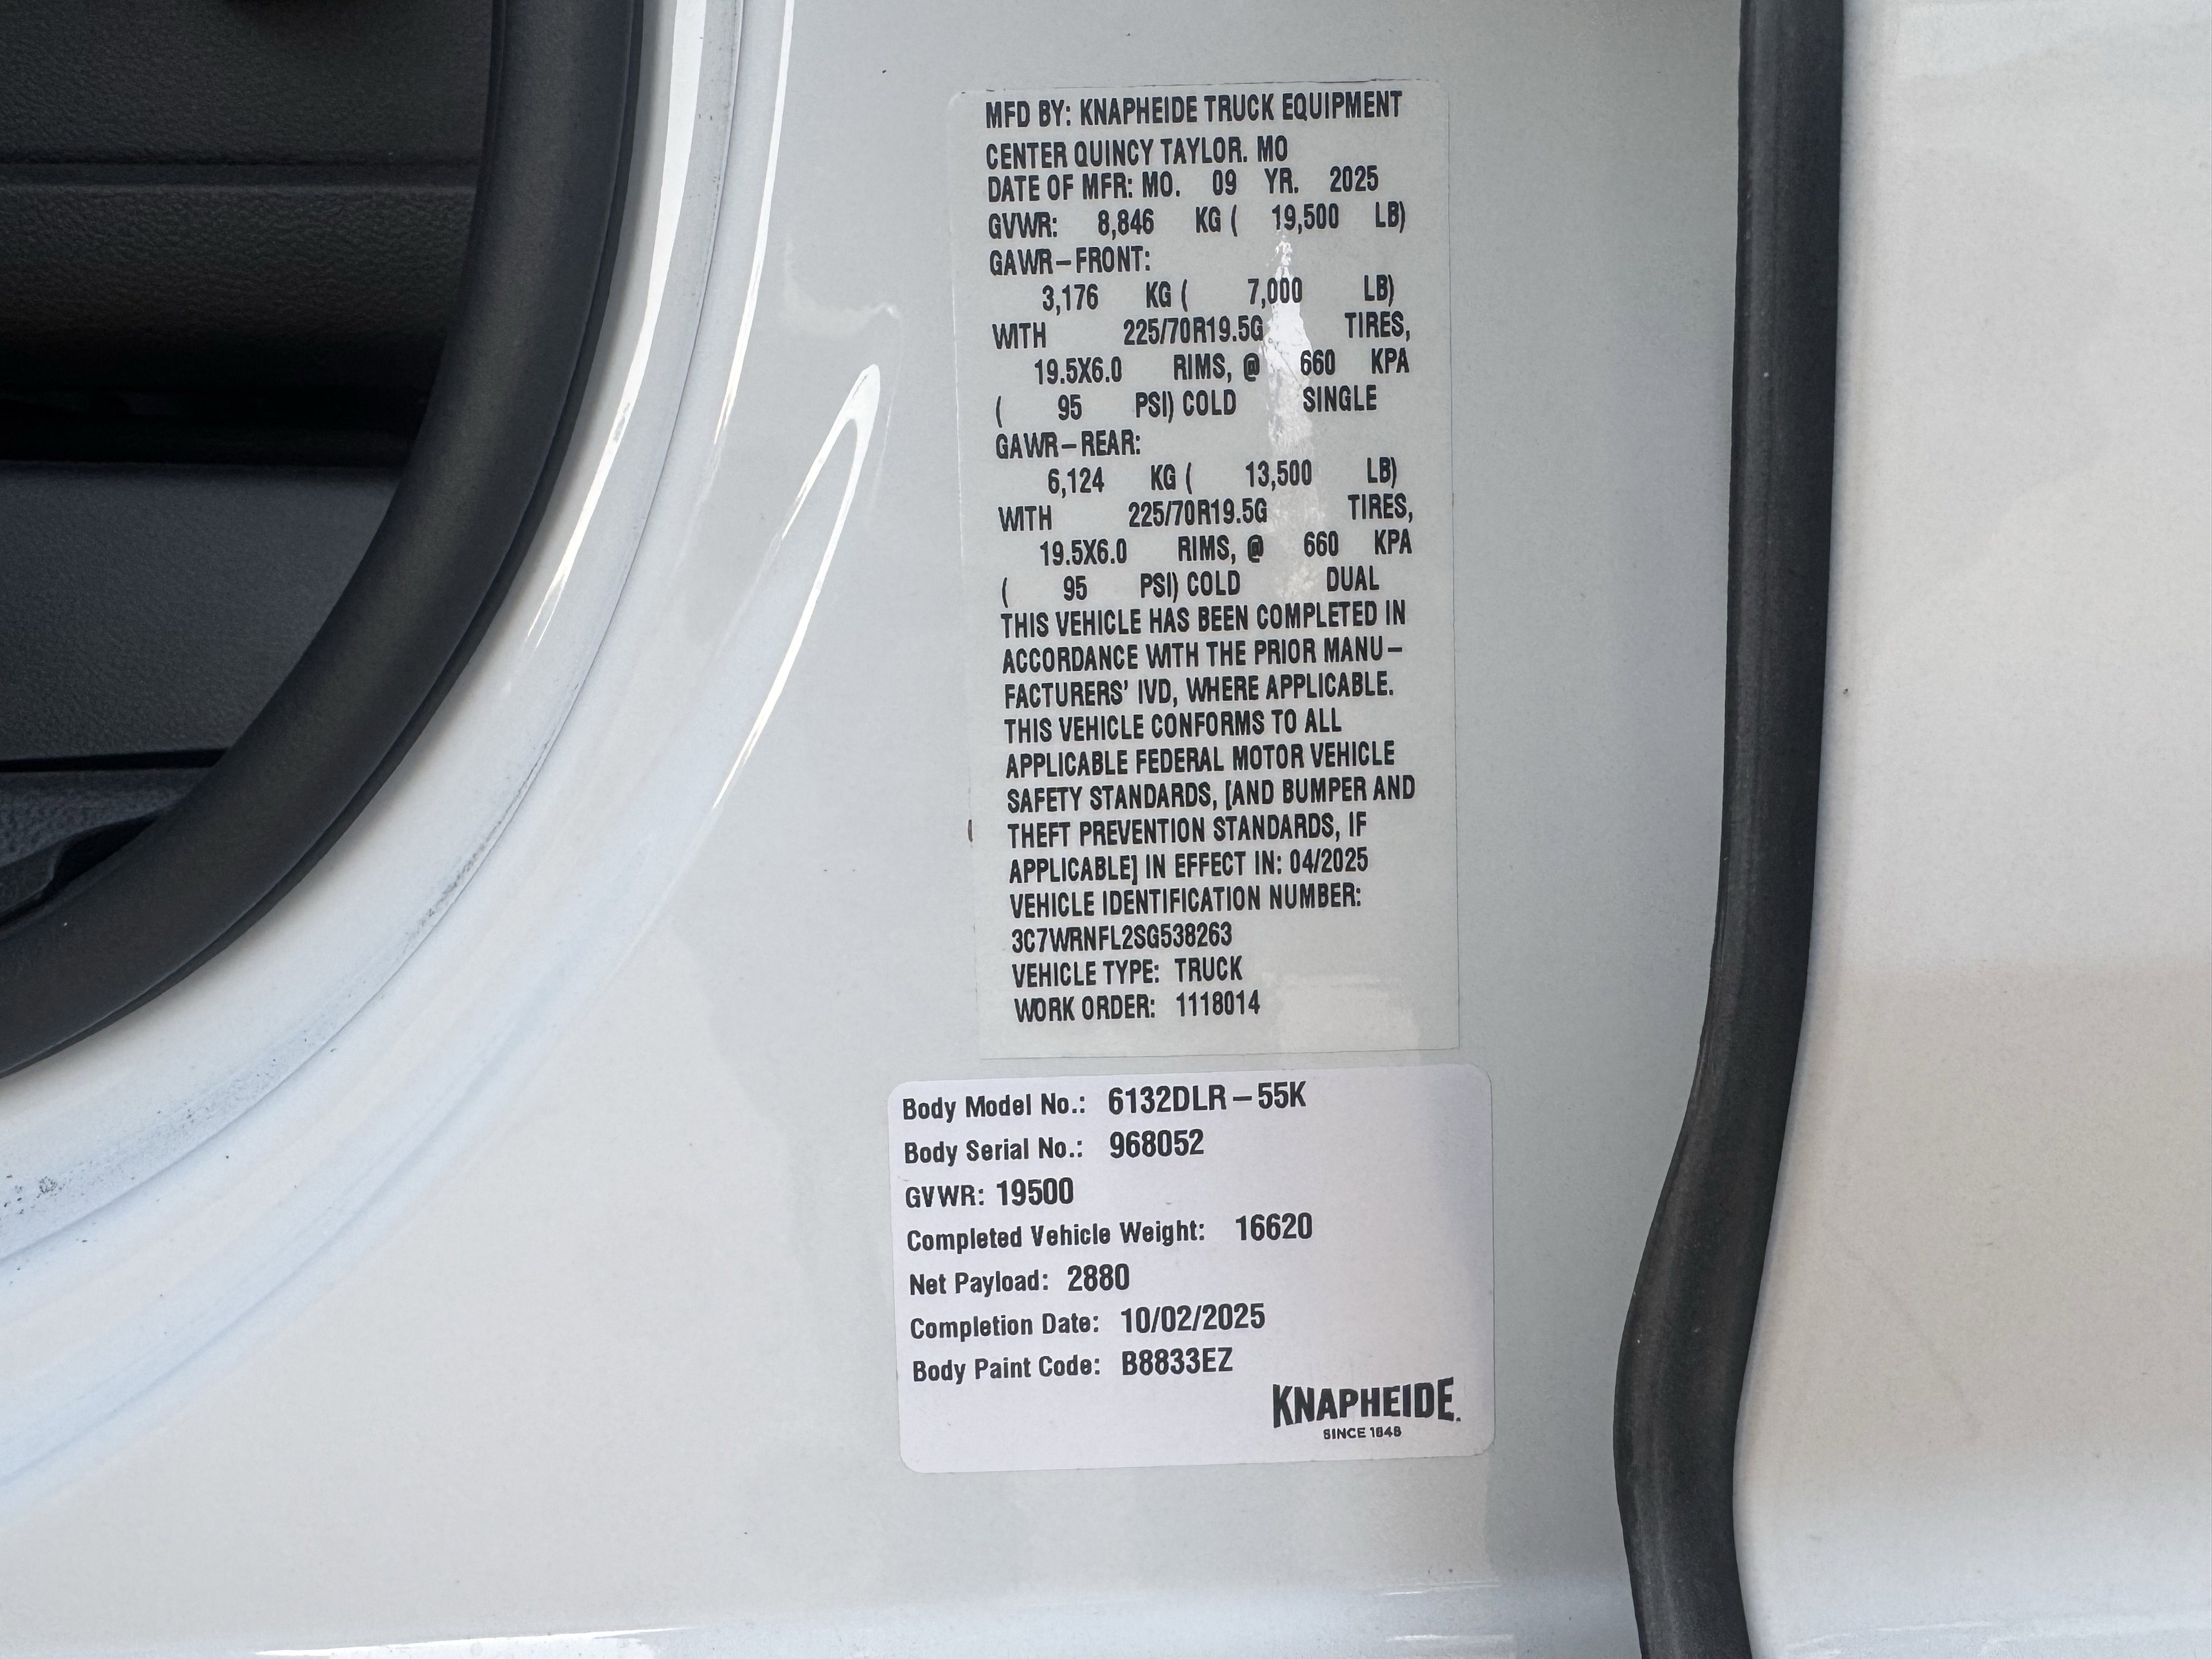 MFD BY: KNAPHEIDE TRUCK EQUIPMENT
CENTER QUINCY TAYLOR. MO
DATE OF MFR: MO. 09 YR. 2025
GVWR: 8,846 KG ( 19,500 LB)
GAWR-FRONT:
3,176 KG ( 7,000 LB)
WITH 225/70R19.5G TIRES,
19.5X6.0 RIMS, @ 660 KPA
( 95 PSI) COLD SINGLE
GAWR-REAR:
6,124 KG ( 13,500 LB)
WITH 225/70R19.5G TIRES,
19.5X6.0 RIMS, @ 660 KPA
( 95 PSI) COLD DUAL
THIS VEHICLE HAS BEEN COMPLETED IN
ACCORDANCE WITH THE PRIOR MANU-
FACTURERS' IVD, WHERE APPLICABLE.
THIS VEHICLE CONFORMS TO ALL
APPLICABLE FEDERAL MOTOR VEHICLE
SAFETY STANDARDS, [AND BUMPER AND
THEFT PREVENTION STANDARDS, IF
APPLICABLE] IN EFFECT IN: 04/2025
VEHICLE IDENTIFICATION NUMBER:
3C7WRNFL2SG538263
VEHICLE TYPE: TRUCK
WORK ORDER: 1118014
Body Model No.: 6132DLR-55K
Body Serial No.: 968052
GVWR: 19500
Completed Vehicle Weight: 16620
Net Payload: 2880
Completion Date: 10/02/2025
Body Paint Code: B8833EZ
KNAPHEIDE.
SINCE 1848